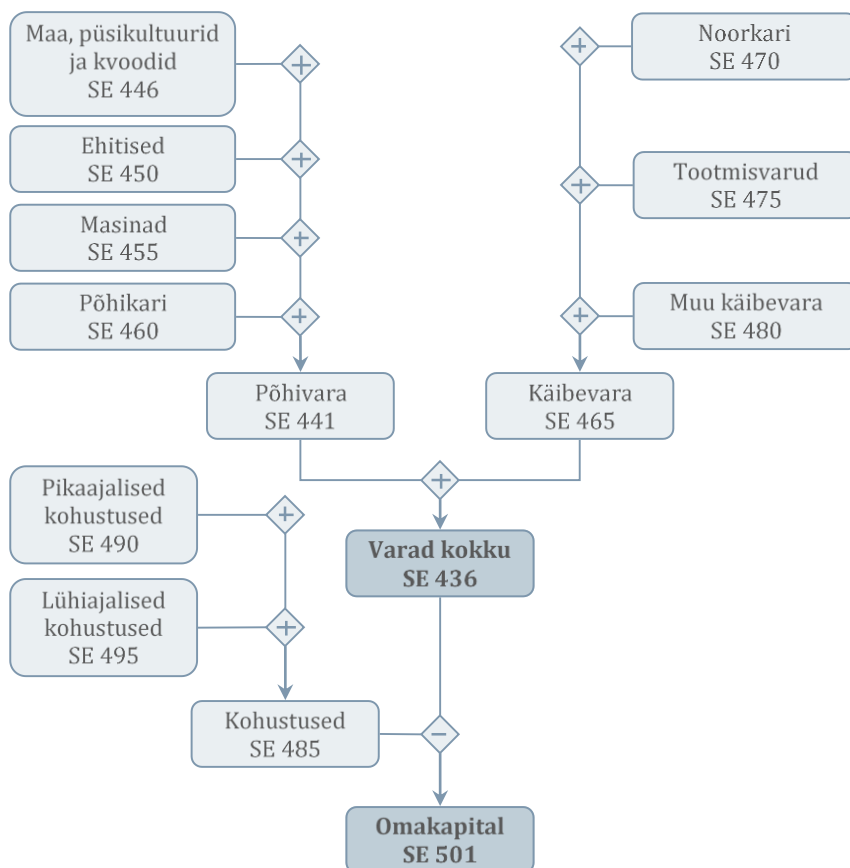 Maa, püsikultuurid
ja kvoodid
SE 446
Noorkari
SE 470
Ehitised
SE 450
Tootmisvarud
SE 475
Masinad
SE 455
Põhikari
SE 460
Muu käibevara
SE 480
Põhivara
SE 441
Käibevara
SE 465
Pikaajalised
kohustused
SE 490
Varad kokku
SE 436
Lühiajalised
kohustused
SE 495
Kohustused
SE 485
Omakapital
SE 501